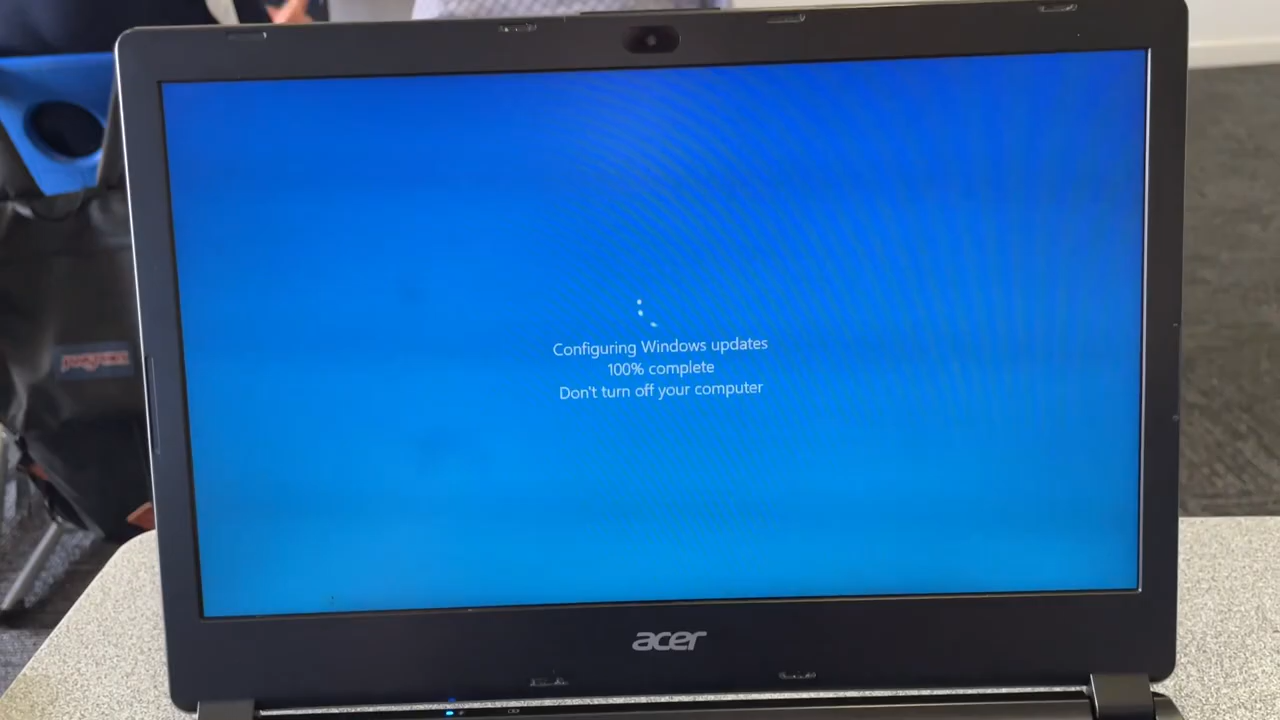 Configuring Windows updates
100% complete
Don't turn off your computer
acer